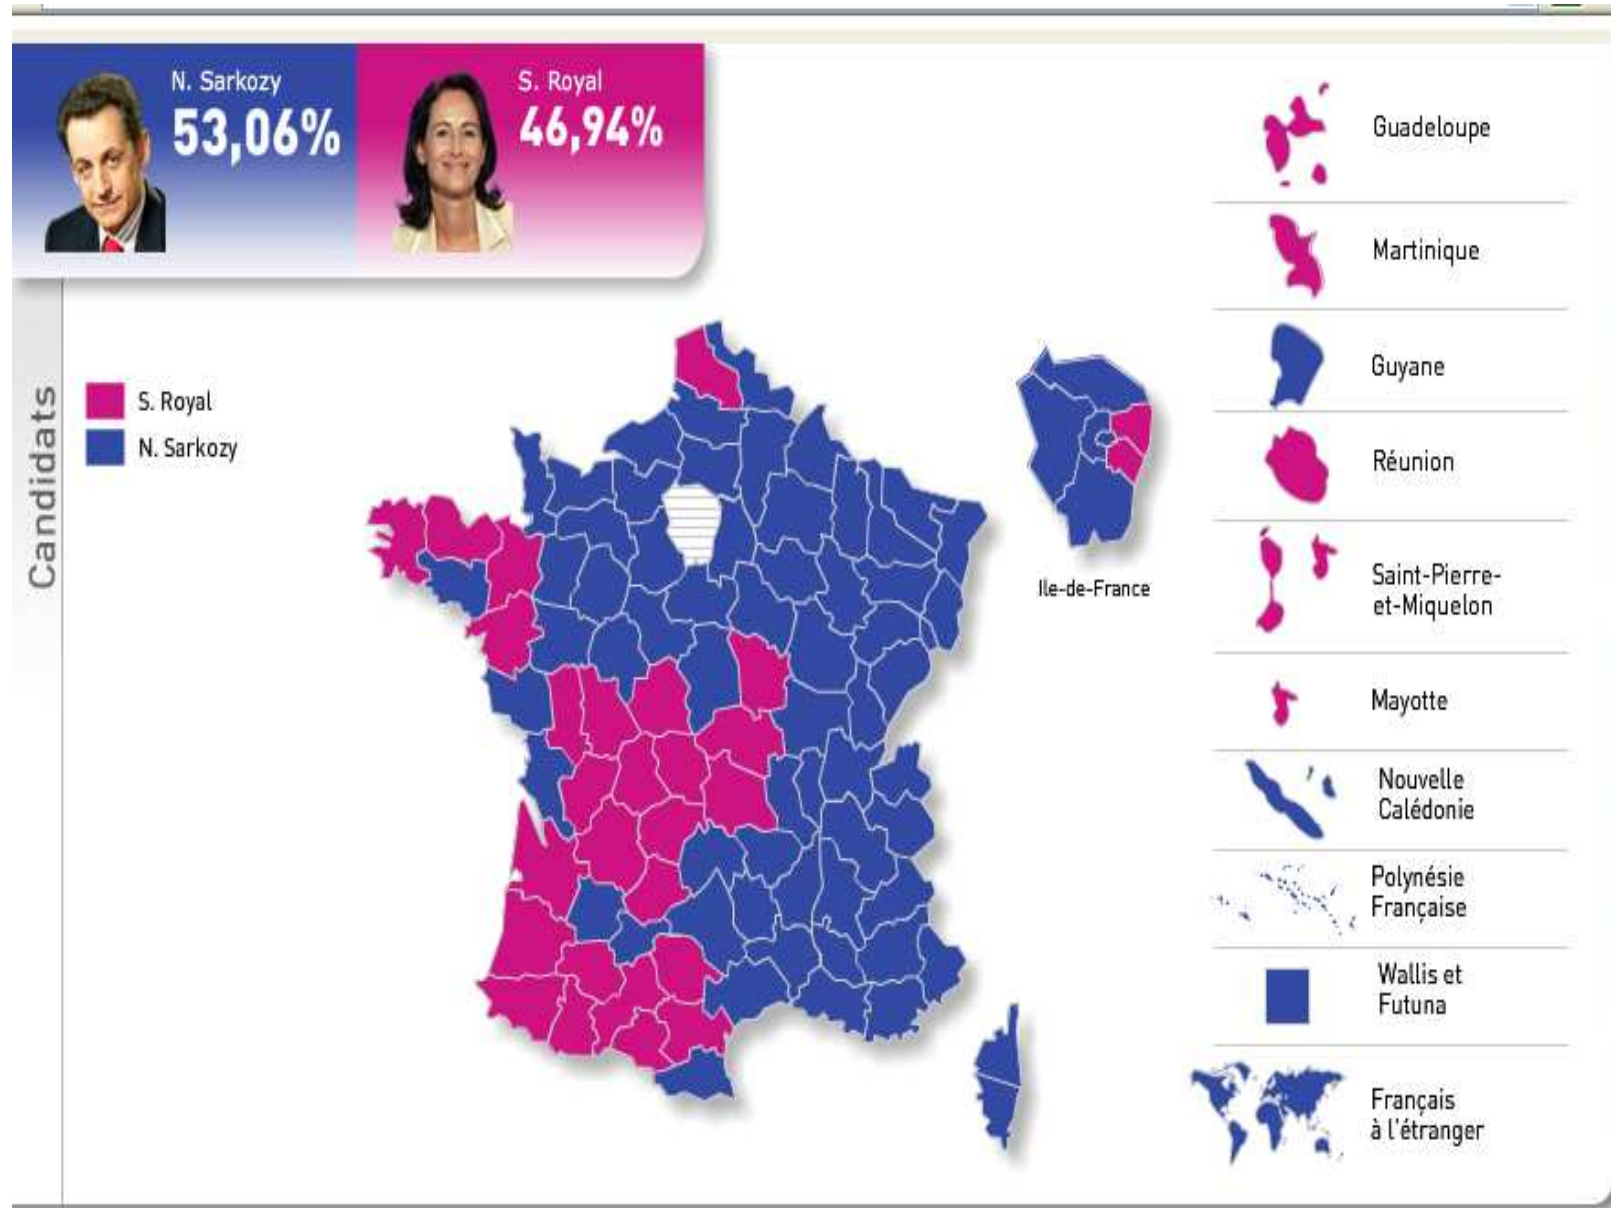 N. Sarkozy
53,06%
S. Royal
46,94%
Candidats
S. Royal
N. Sarkozy
Ile-de-France
Guadeloupe
Martinique
Guyane
Réunion
Saint-Pierre-
et-Miquelon
Mayotte
Nouvelle
Calédonie
Polynésie
Française
Wallis et
Futuna
Français
à l'étranger